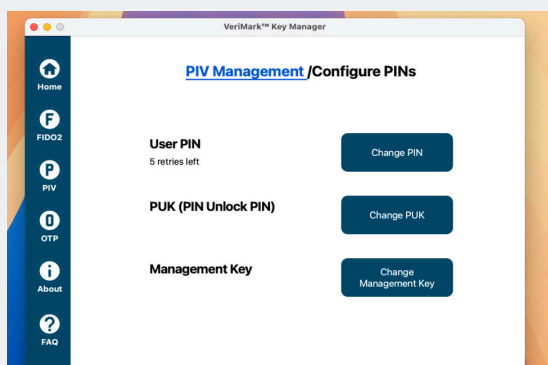 VeriMark™ Key Manager
Home
FIDO2
PIV
OTP
About
FAQ
PIV Management /Configure PINs
User PIN
5 retries left
Change PIN
PUK (PIN Unlock PIN)
Change PUK
Management Key
Change
Management Key